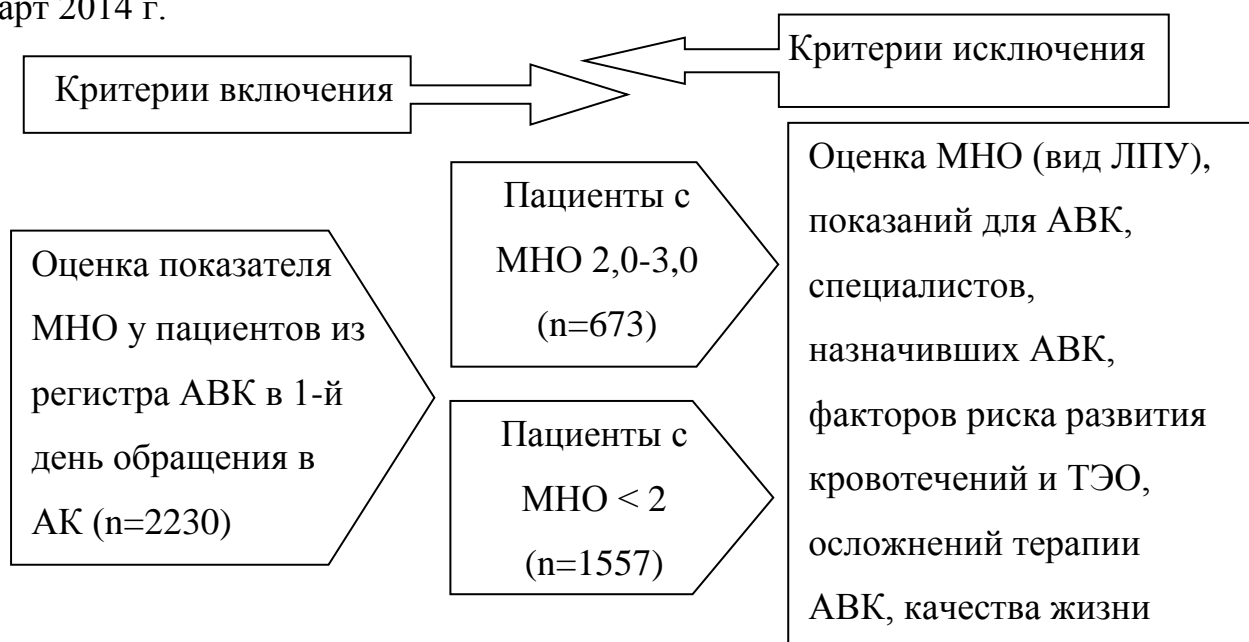 арт 2014 г.
Критерии включения
Критерии исключения
Оценка показателя
МНО у пациентов из
регистра АВК в 1-й
день обращения в
АК (n=2230)
Пациенты с
МНО 2,0-3,0
(n=673)
Пациенты с
МНО < 2
(n=1557)
Оценка МНО (вид ЛПУ),
показаний для АВК,
специалистов,
назначивших АВК,
факторов риска развития
кровотечений и ТЭО,
осложнений терапии
АВК, качества жизни